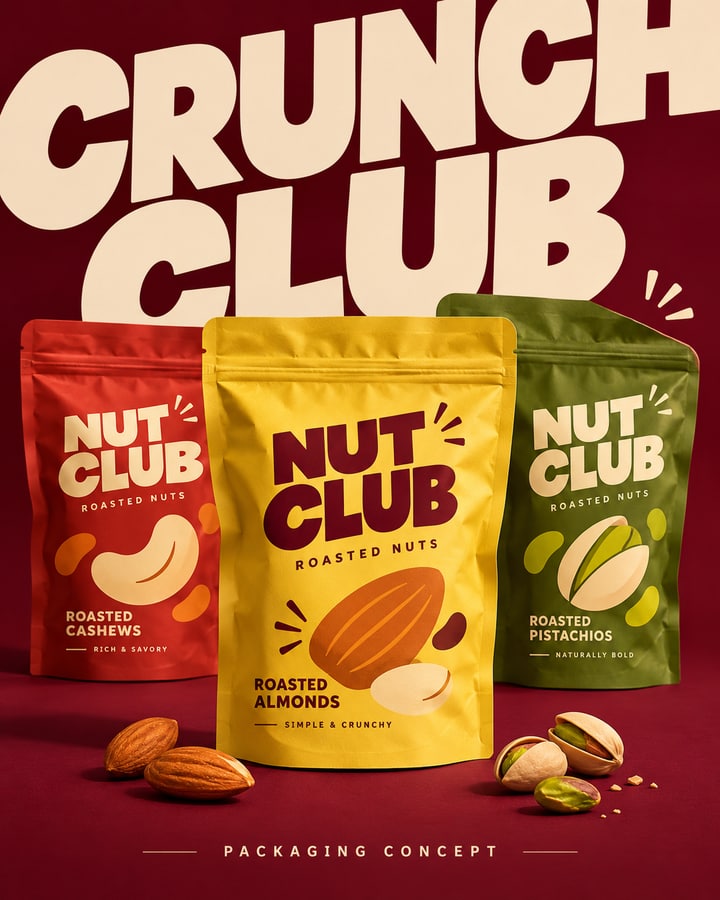 CRUNCH
CLUB
NUT
CLUB
ROASTED NUTS
ROASTED
CASHEWS
RICH & SAVORY
NUT
CLUB
ROASTED NUTS
ROASTED
ALMONDS
SIMPLE & CRUNCHY
NUT
CLUB
ROASTED NUTS
ROASTED
PISTACHIOS
NATURALLY BOLD
PACKAGING CONCEPT